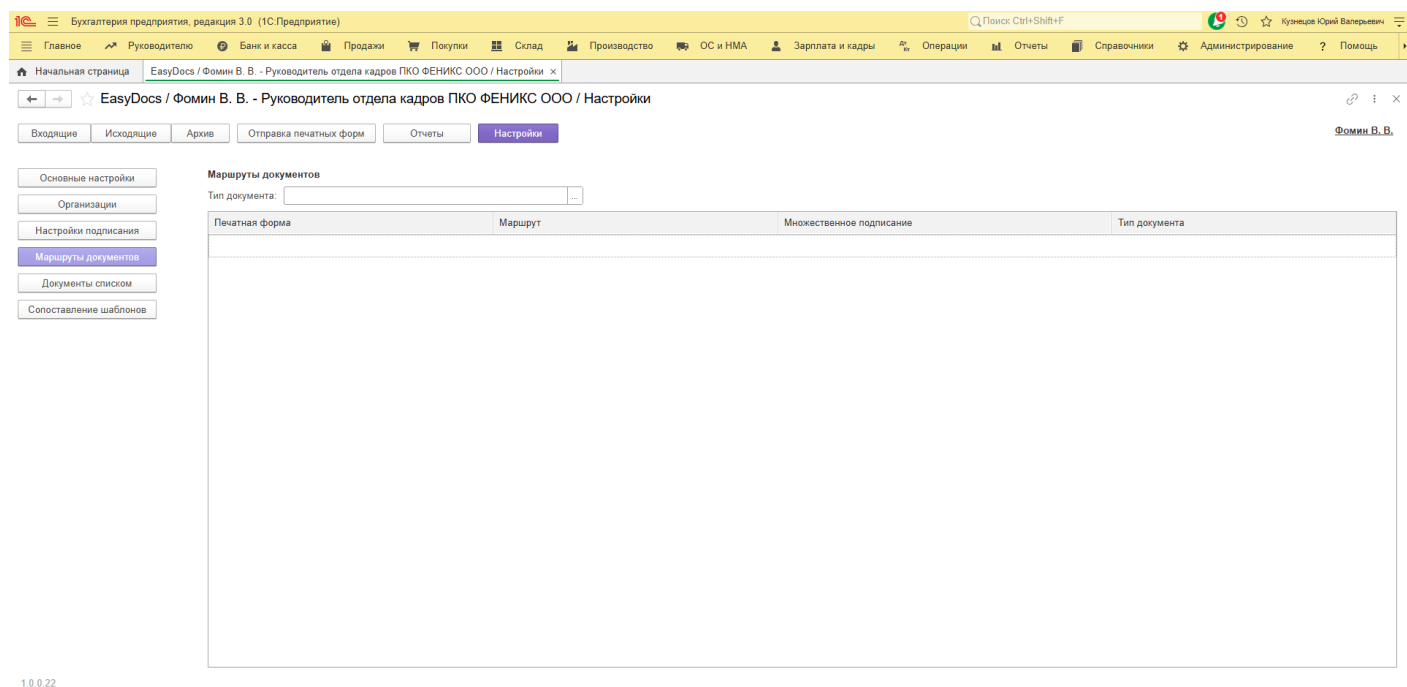 1С Бухгалтерия предприятия, редакция 3.0 (1С:Предприятие) Поиск Ctrl+Shift+F 1 Кузнецов Юрий Валерьевич
Главное Руководителю Банк и касса Продажи Покупки Склад Производство ОС и НМА Зарплата и кадры Дт Кт Операции Отчеты Справочники Администрирование ? Помощь
Начальная страница EasyDocs / Фомин В. В. - Руководитель отдела кадров ПКО ФЕНИКС ООО / Настройки ×
EasyDocs / Фомин В. В. - Руководитель отдела кадров ПКО ФЕНИКС ООО / Настройки
Входящие Исходящие Архив Отправка печатных форм Отчеты Настройки Фомин В. В.
Основные настройки
Организации
Настройки подписания
Маршруты документов
Документы списком
Сопоставление шаблонов
Маршруты документов
Тип документа: ...
Печатная форма Маршрут Множественное подписание Тип документа
1.0.0.22